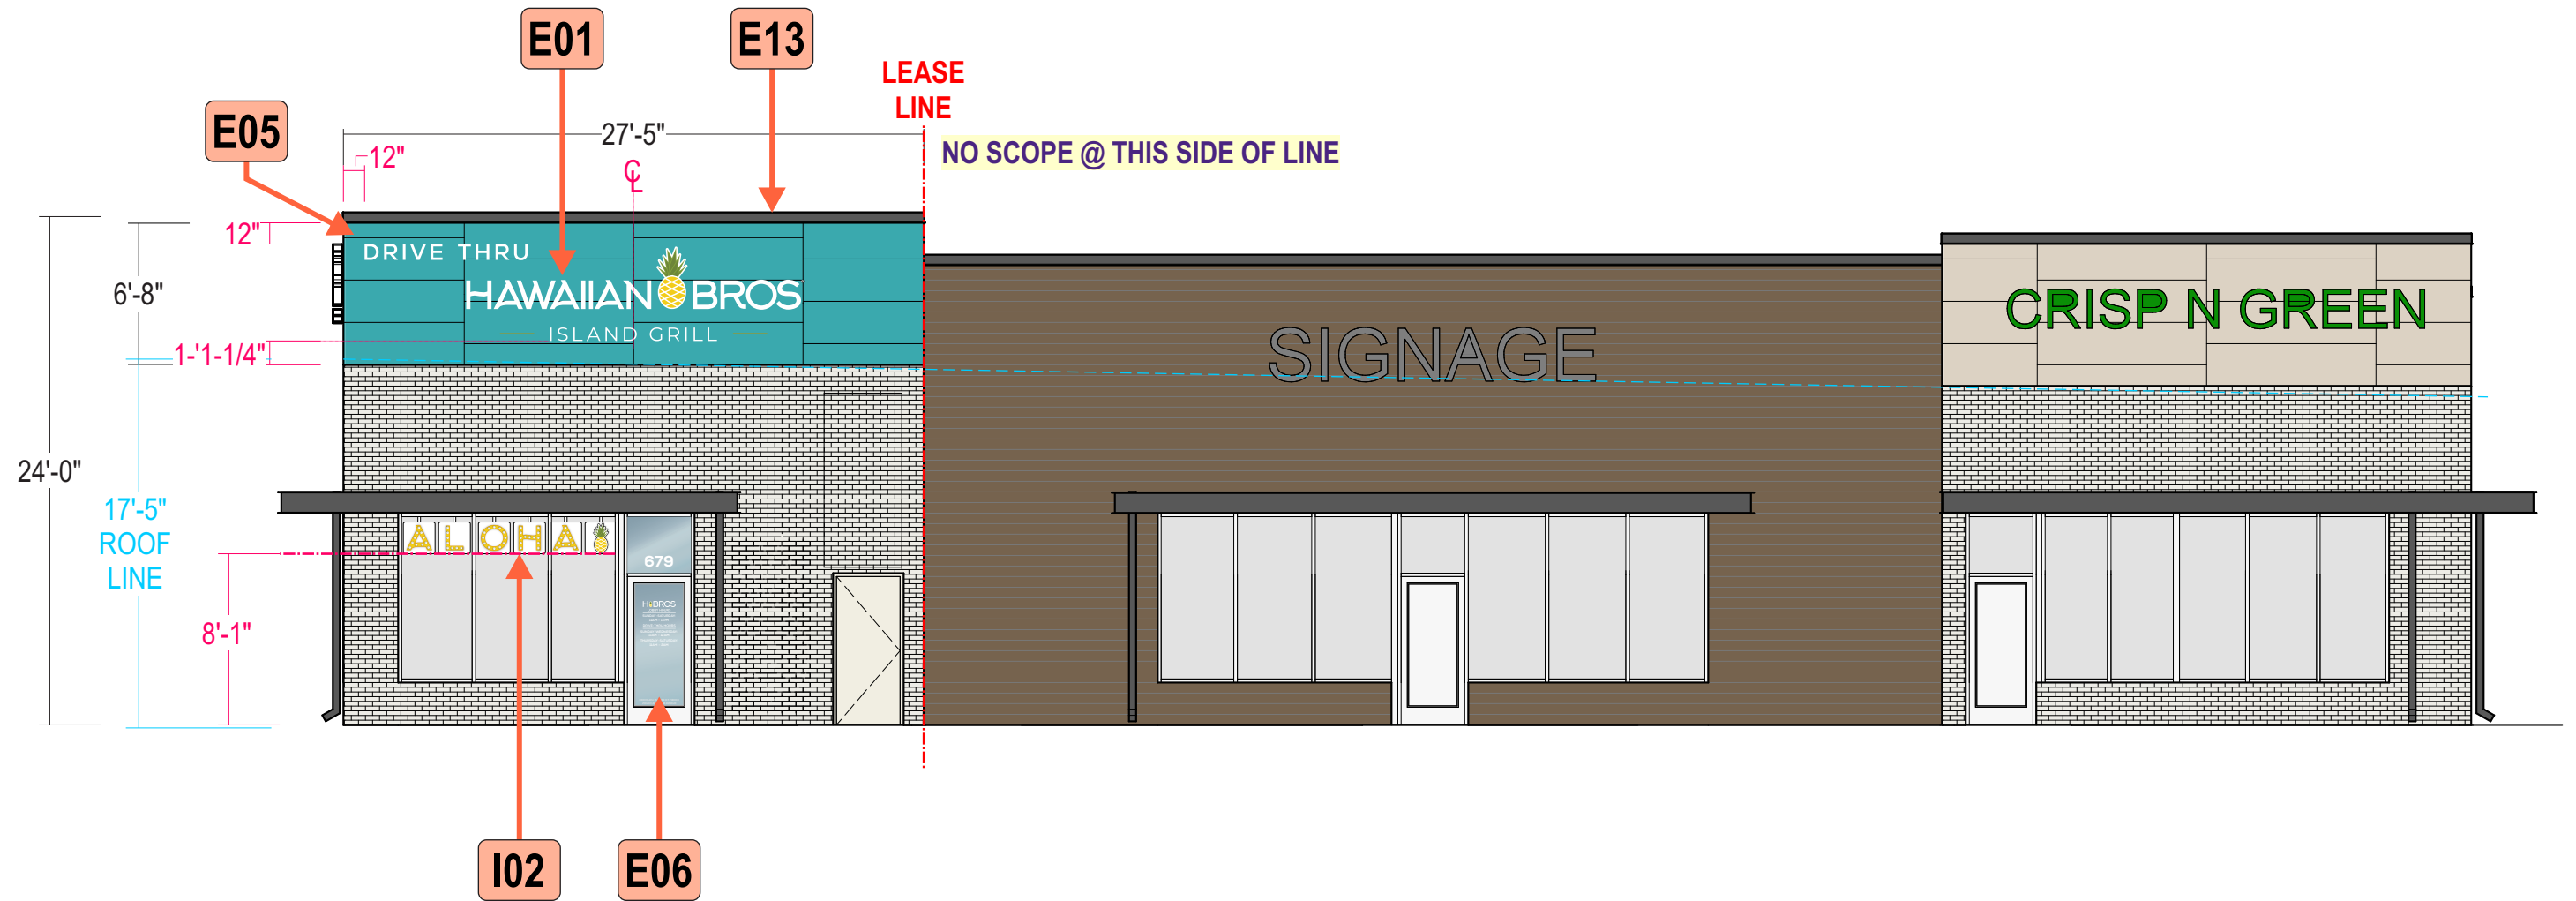 E01
E13
LEASE
LINE
E05
27'-5"
12"
CL
NO SCOPE @ THIS SIDE OF LINE
12"
DRIVE THRU
6'-8"
HAWAIIAN BROS
ISLAND GRILL
1-'1-1/4"
SIGNAGE
CRISP N GREEN
24'-0"
17'-5"
ROOF
LINE
ALOHA
679
H BROS
8'-1"
I02
E06